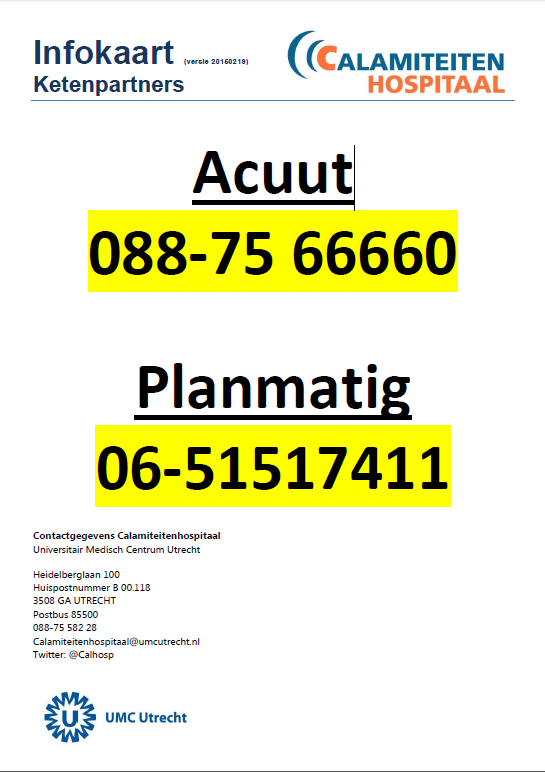 Infokaart (versie 20150219)
Ketenpartners
CALAMITEITEN
HOSPITAAL
Acuut
088-75 66660
Planmatig
06-51517411
Contactgegevens Calamiteitenhospitaal
Universitair Medisch Centrum Utrecht
Heidelberglaan 100
Huispostnummer B 00.118
3508 GA UTRECHT
Postbus 85500
088-75 582 28
Calamiteitenhospitaal@umcutrecht.nl
Twitter: @Calhosp
U UMC Utrecht